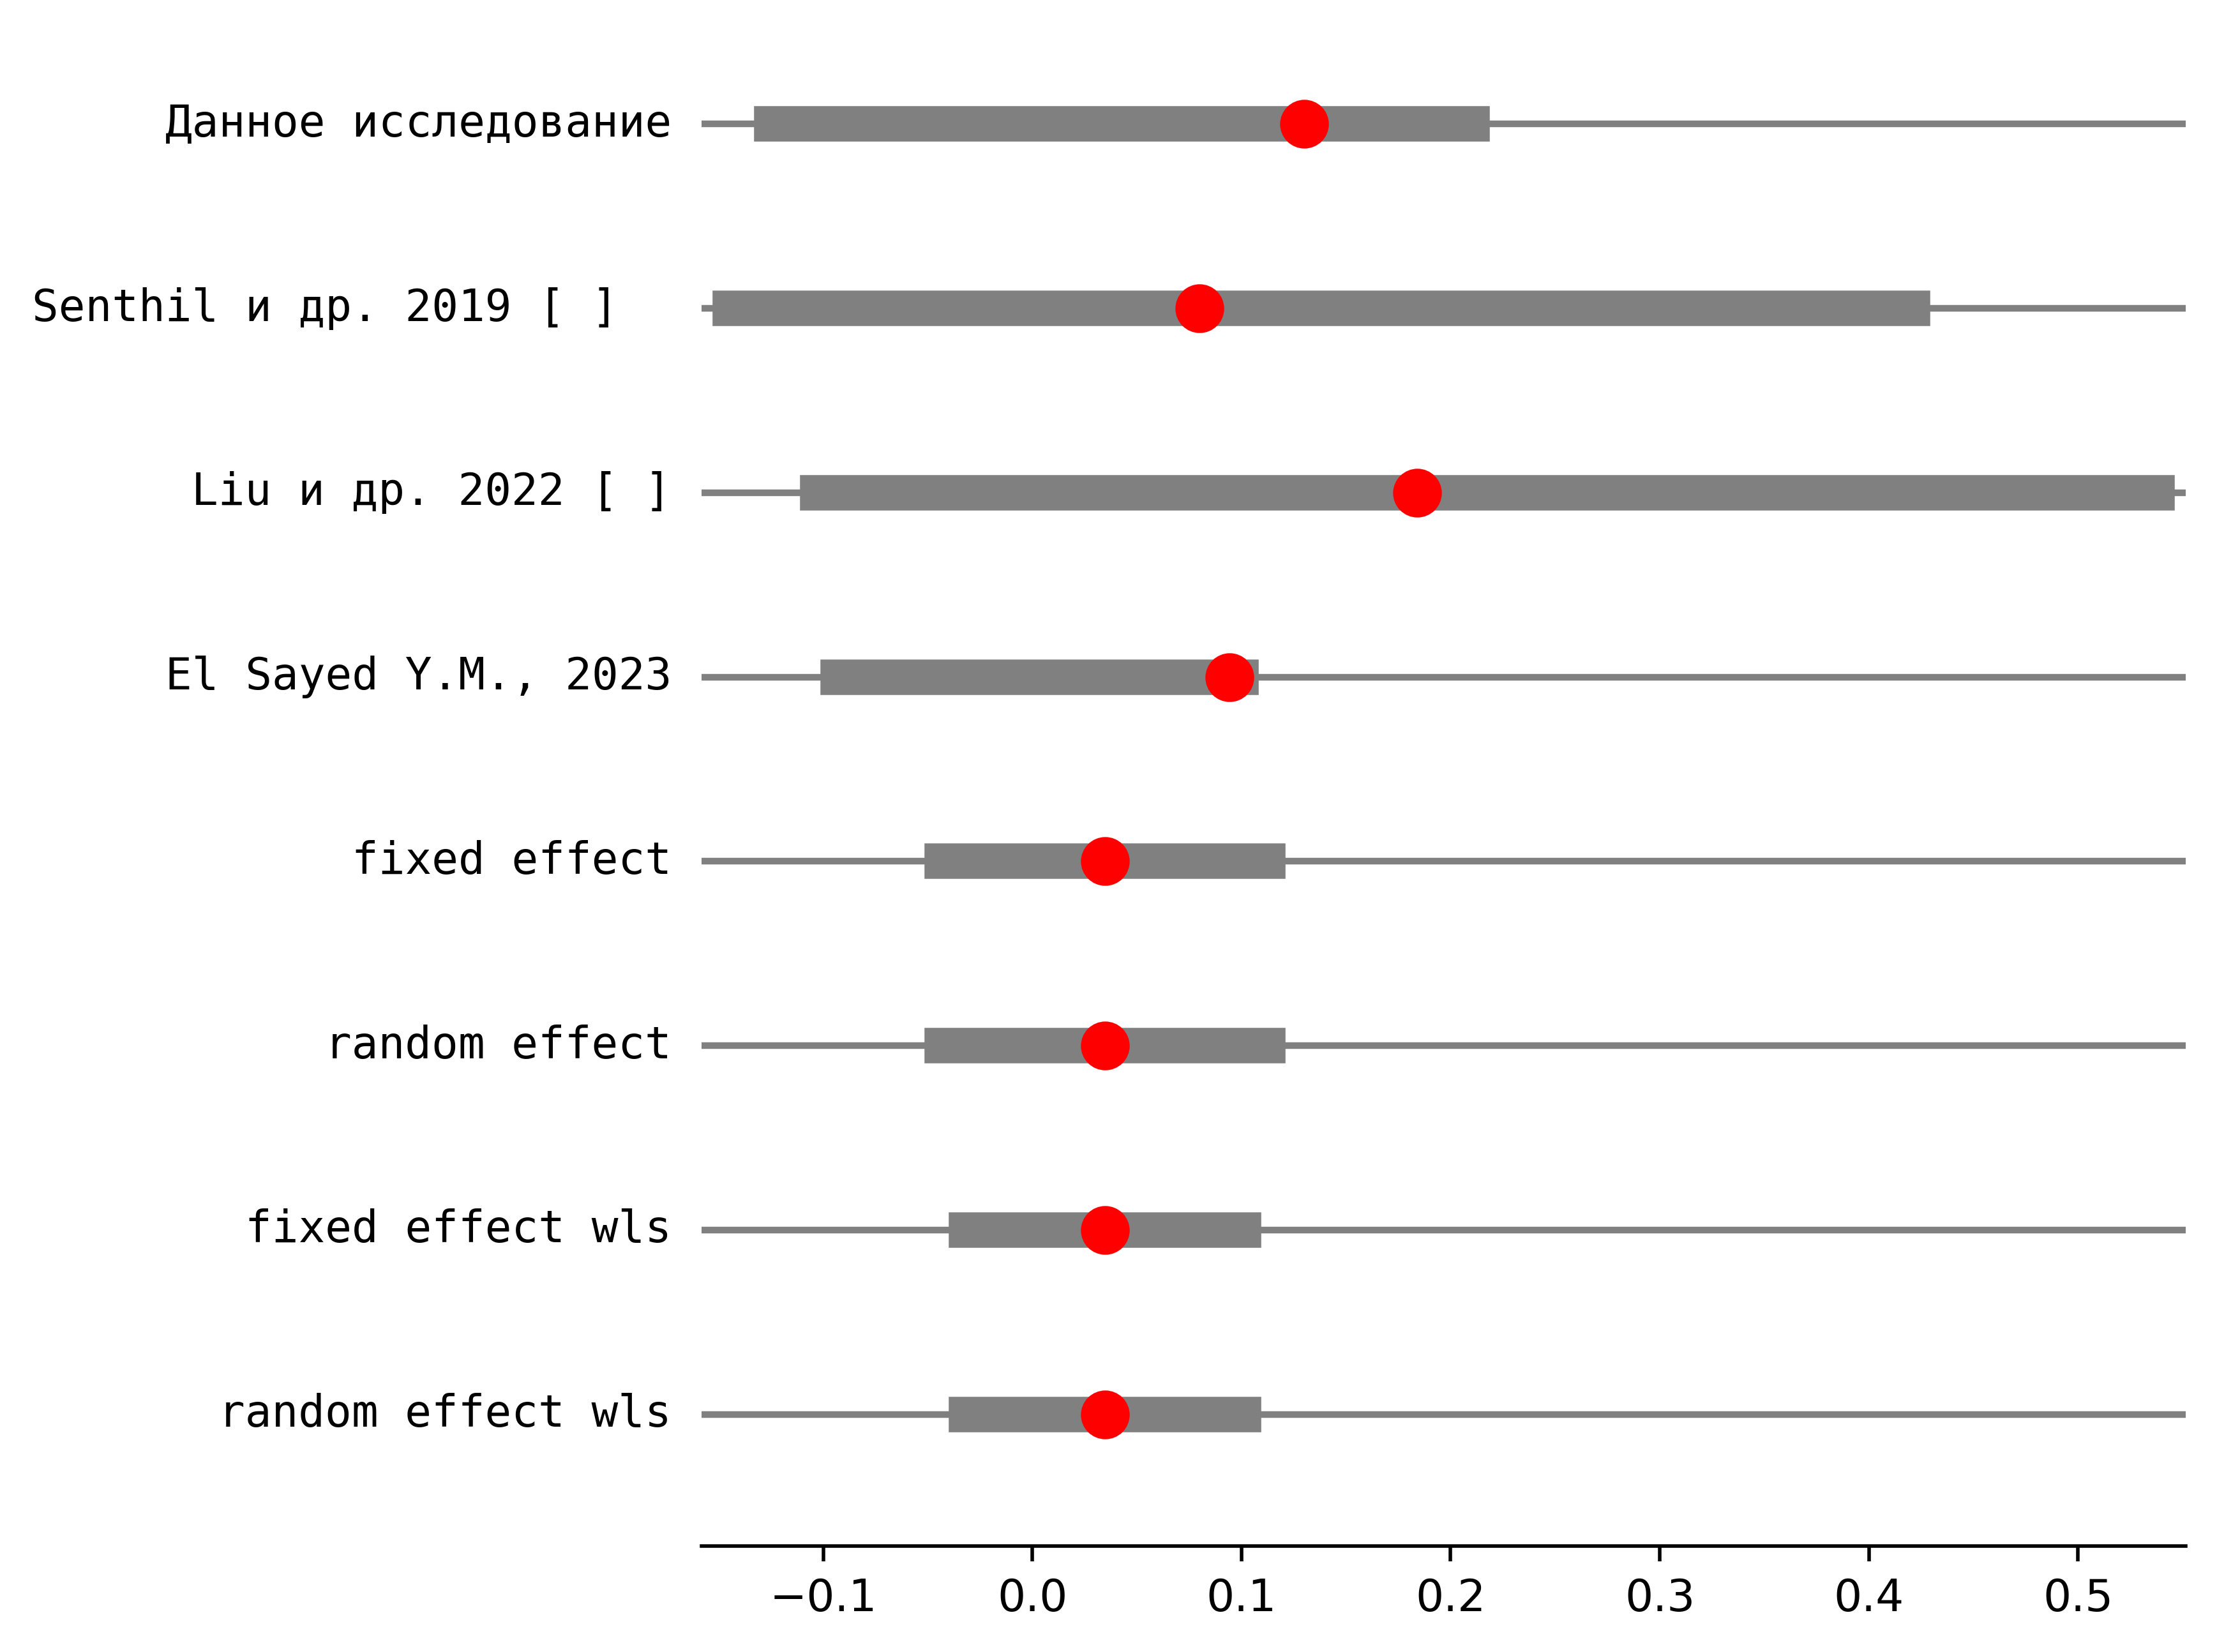 Данное исследование
Senthil и др. 2019 [ ]
Liu и др. 2022 [ ]
El Sayed Y.M., 2023
fixed effect
random effect
fixed effect wls
random effect wls
−0.1 0.0 0.1 0.2 0.3 0.4 0.5